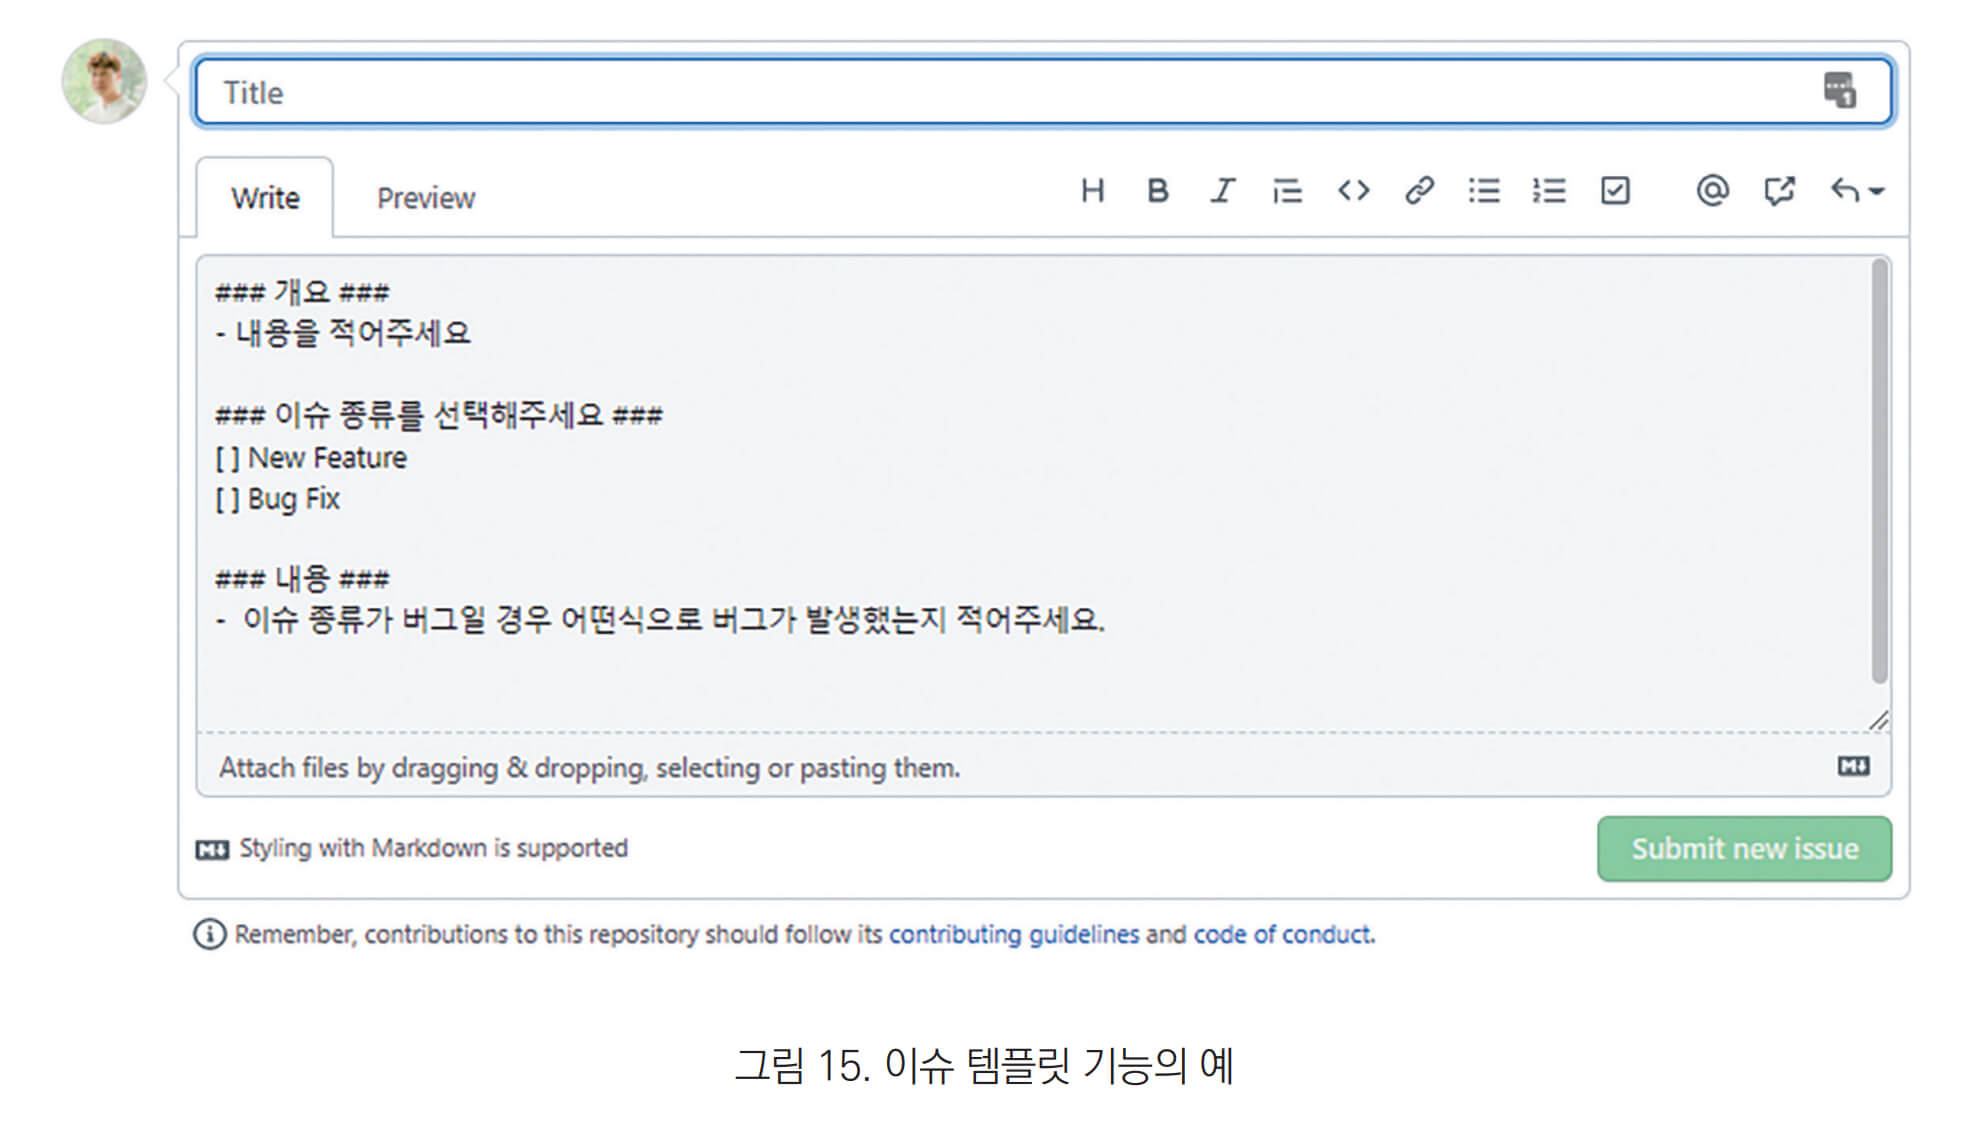 Title
Write Preview
### 개요 ###
- 내용을 적어주세요
### 이슈 종류를 선택해주세요 ###
[ ] New Feature
[ ] Bug Fix
### 내용 ###
- 이슈 종류가 버그일 경우 어떤식으로 버그가 발생했는지 적어주세요.
Attach files by dragging & dropping, selecting or pasting them.
Styling with Markdown is supported
Submit new issue
Remember, contributions to this repository should follow its contributing guidelines and code of conduct.
그림 15. 이슈 템플릿 기능의 예